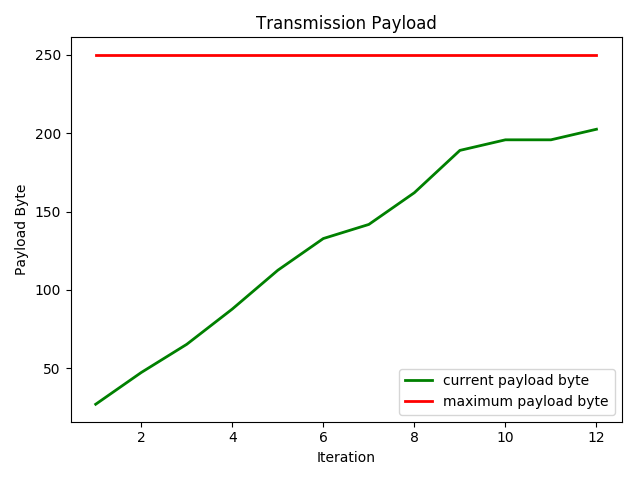 Transmission Payload
250
200
150
100
50
Payload Byte
2
4
6
8
10
12
Iteration
current payload byte
maximum payload byte